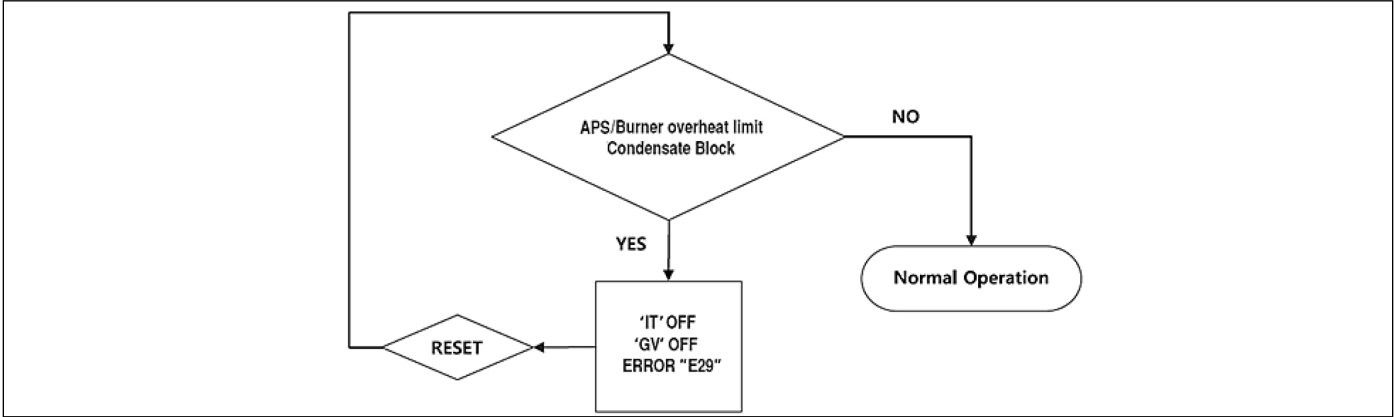 APS/Burner overheat limit
Condensate Block
NO
YES
Normal Operation
‘IT’ OFF
‘GV’ OFF
ERROR “E29”
RESET